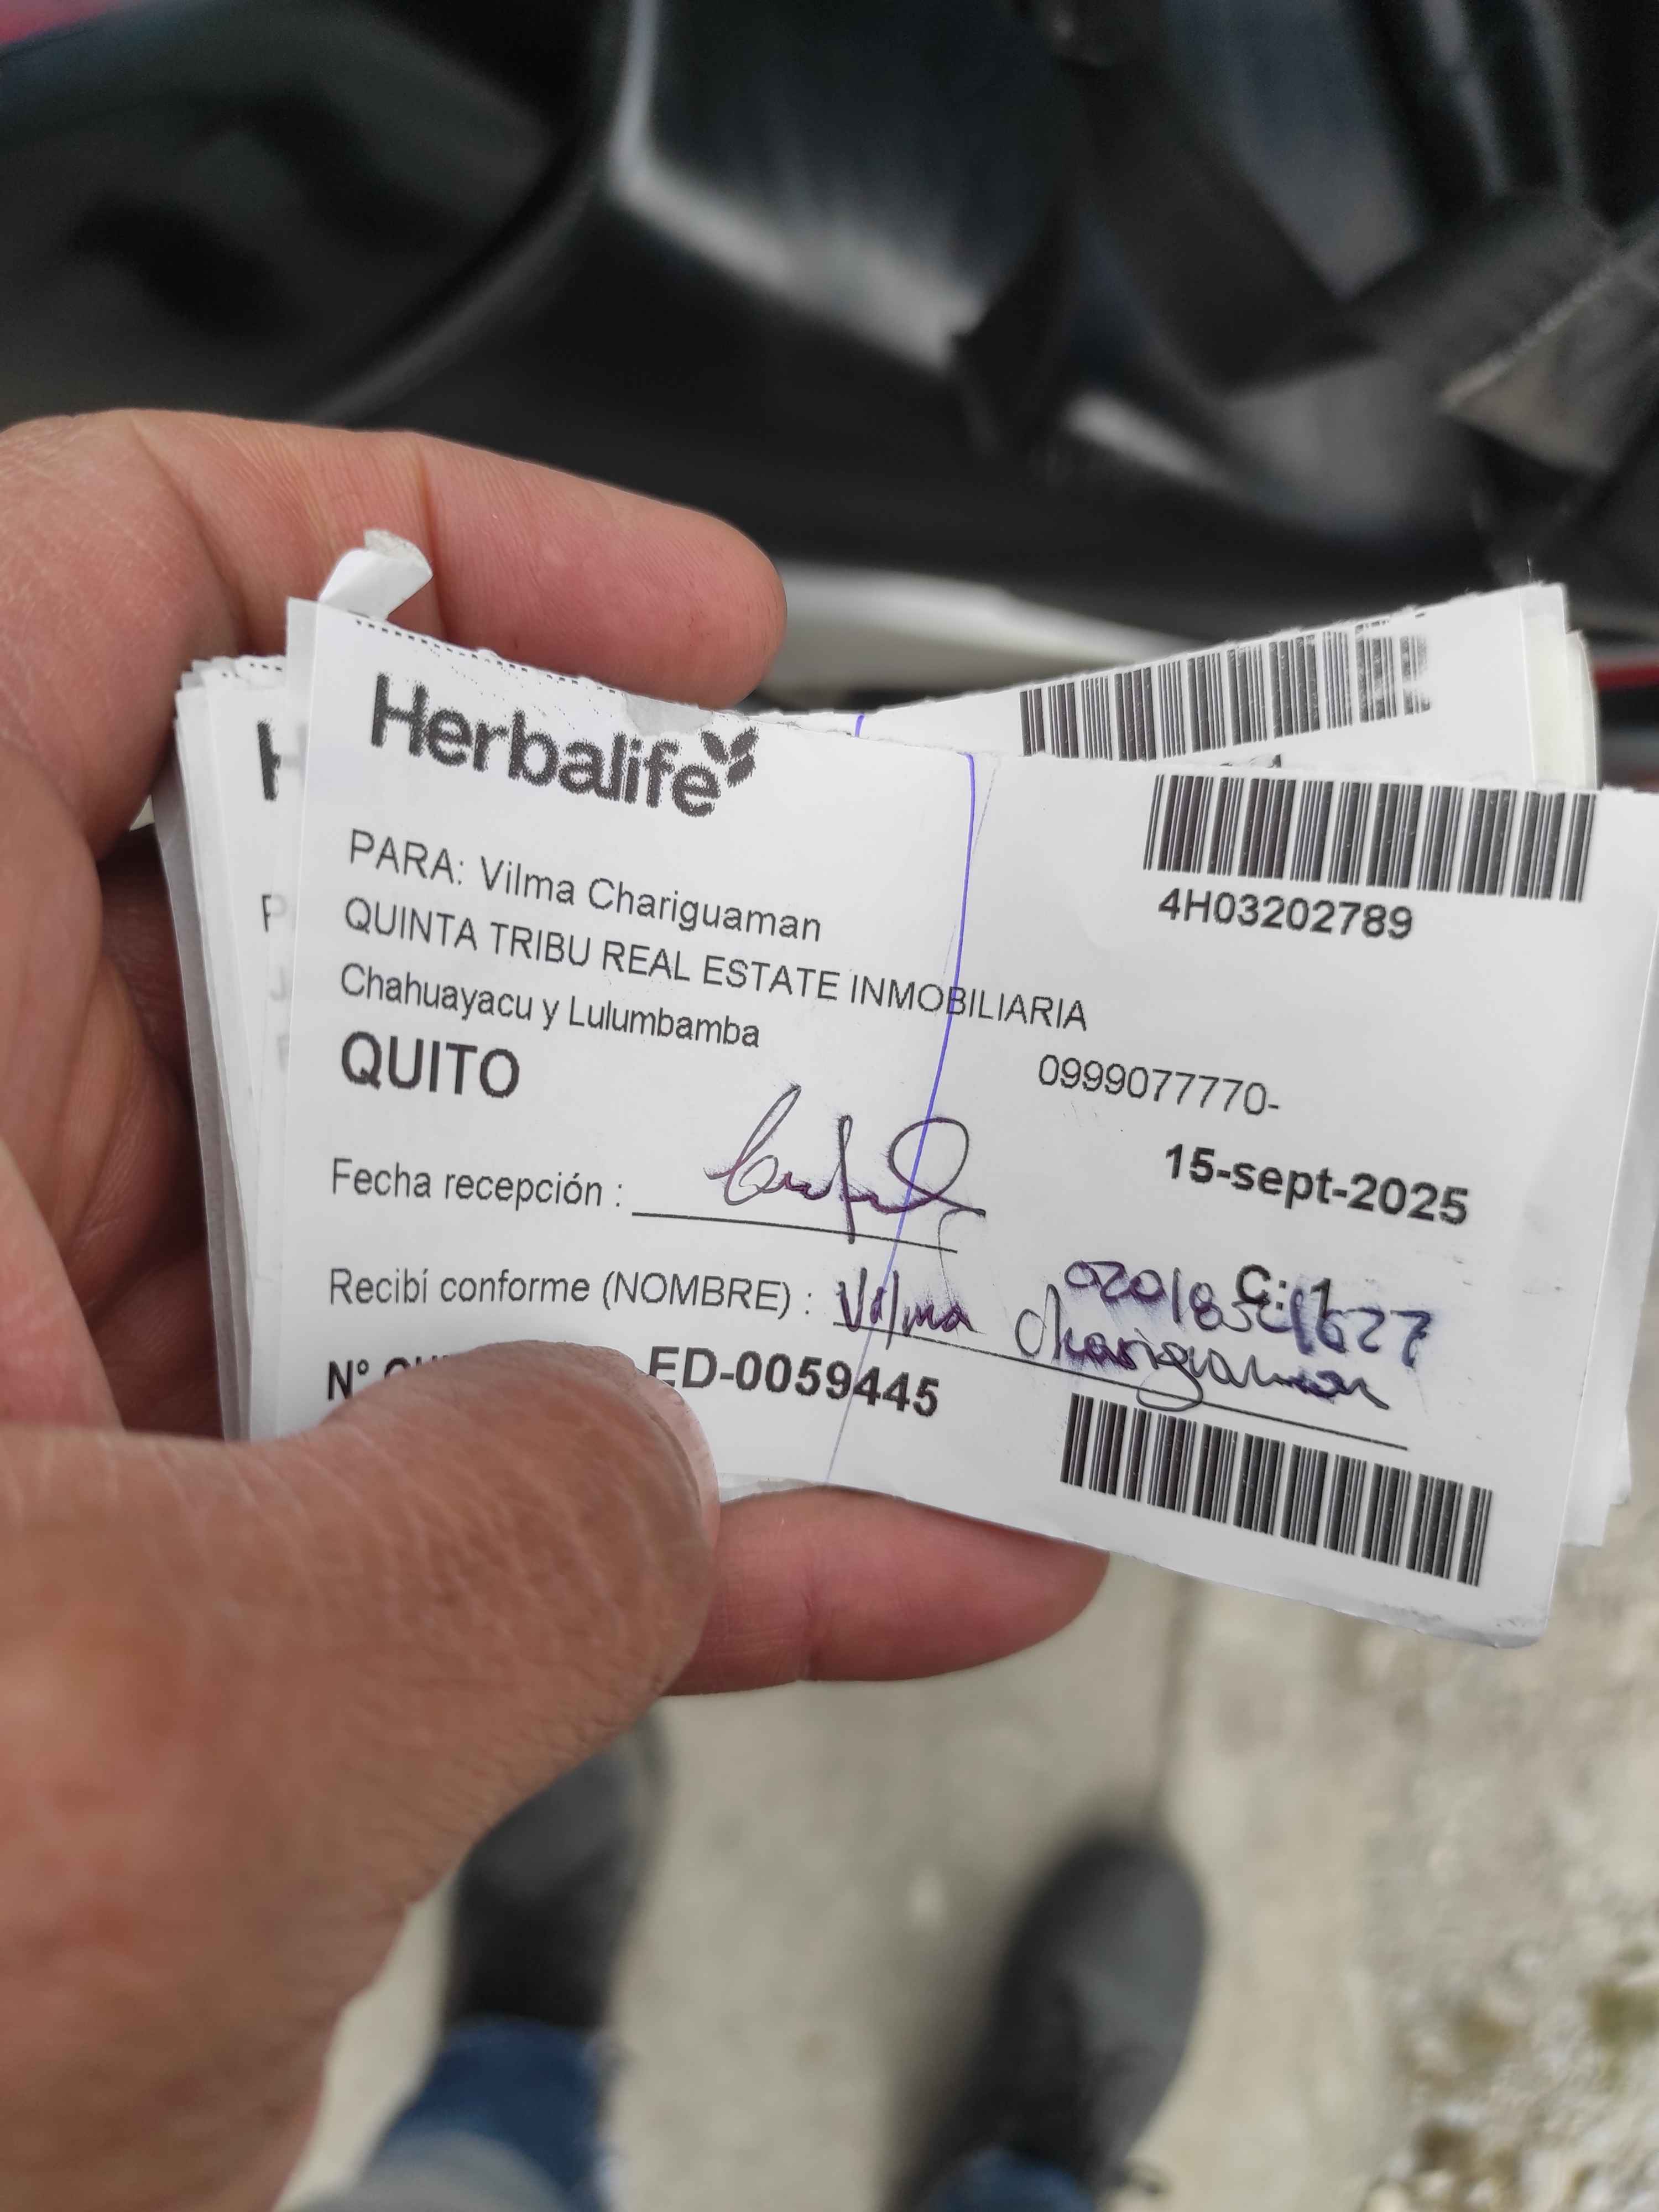 Herbalife
4H03202789
PARA: Vilma Chariguaman
QUINTA TRIBU REAL ESTATE INMOBILIARIA
Chahuayacu y Lulumbamba
QUITO
0999077770-
15-sept-2025
Fecha recepción :
C: 1
Recibí conforme (NOMBRE) : Vilma Chariguaman
N° ED-0059445
H
P